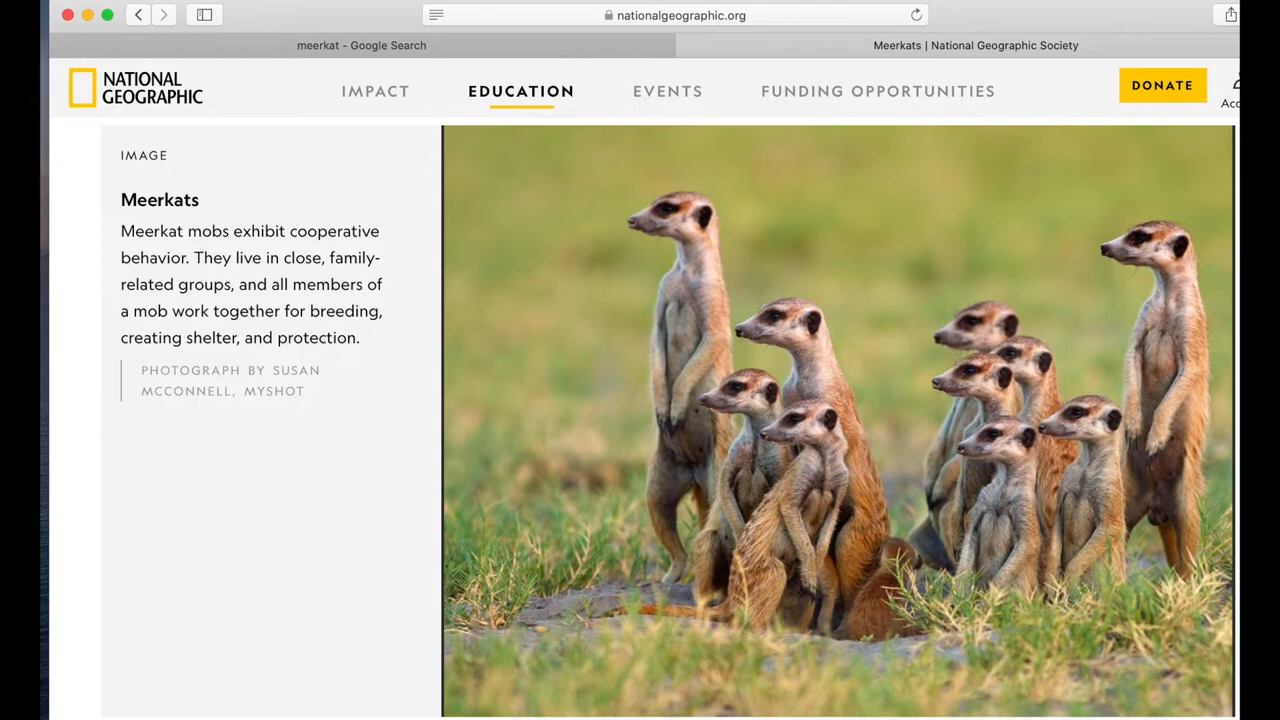 nationalgeographic.org
meerkat - Google Search
Meerkats | National Geographic Society
NATIONAL
GEOGRAPHIC
IMPACT
EDUCATION
EVENTS
FUNDING OPPORTUNITIES
DONATE
IMAGE
Meerkats
Meerkat mobs exhibit cooperative
behavior. They live in close, family-
related groups, and all members of
a mob work together for breeding,
creating shelter, and protection.
PHOTOGRAPH BY SUSAN
MCCONNELL, MYSHOT